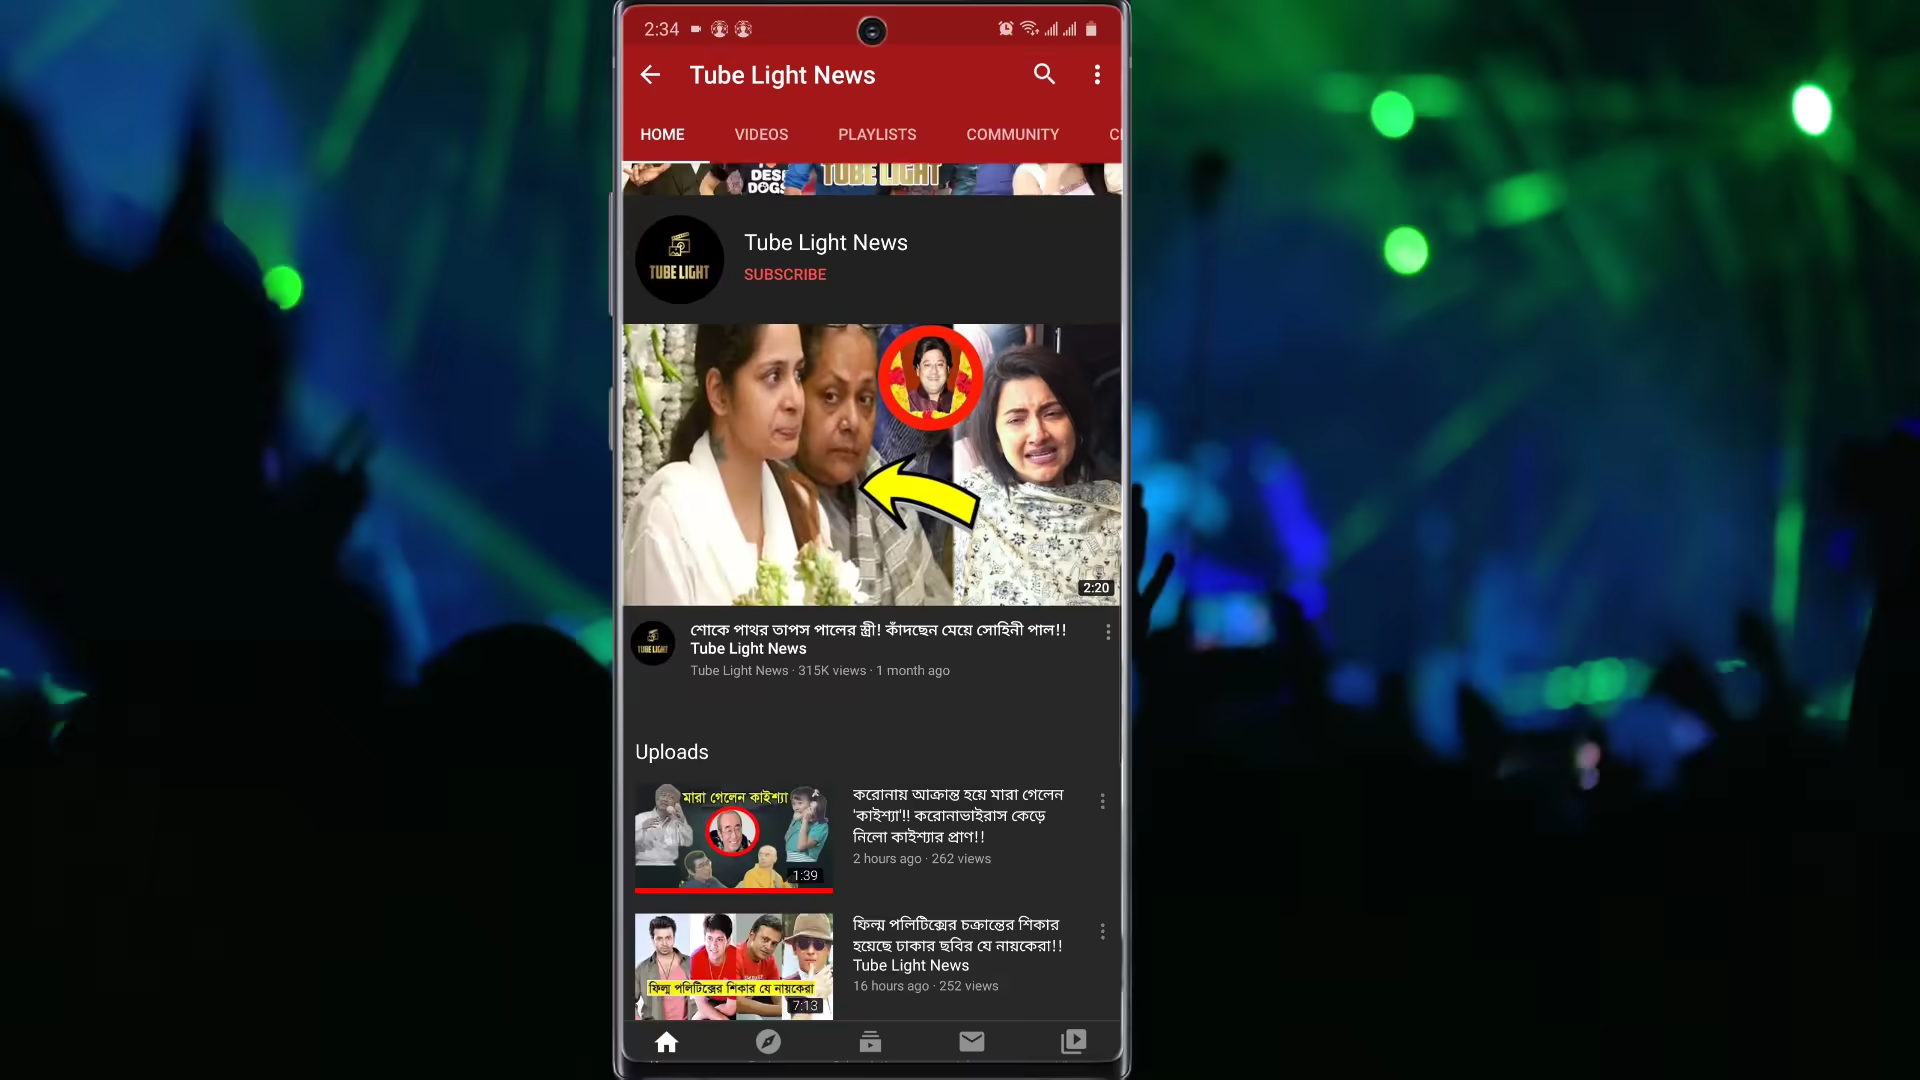 2:34
Tube Light News
HOME VIDEOS PLAYLISTS COMMUNITY
DESI
DOGS
TUBE LIGHT
TUBE LIGHT
Tube Light News
SUBSCRIBE
2:20
TUBE LIGHT
শোকে পাথর তাপস পালের স্ত্রী! কাঁদছেন মেয়ে সোহিনী পাল!!
Tube Light News
Tube Light News · 315K views · 1 month ago
Uploads
মারা গেলেন কাইশ্যা
1:39
করোনায় আক্রান্ত হয়ে মারা গেলেন
'কাইশ্যা'!! করোনাভাইরাস কেড়ে
নিলো কাইশ্যার প্রাণ!!
2 hours ago · 262 views
ফিল্ম পলিটিক্সের শিকার যে নায়কেরা
7:13
ফিল্ম পলিটিক্সের চক্রান্তের শিকার
হয়েছে ঢাকার ছবির যে নায়কেরা!!
Tube Light News
16 hours ago · 252 views